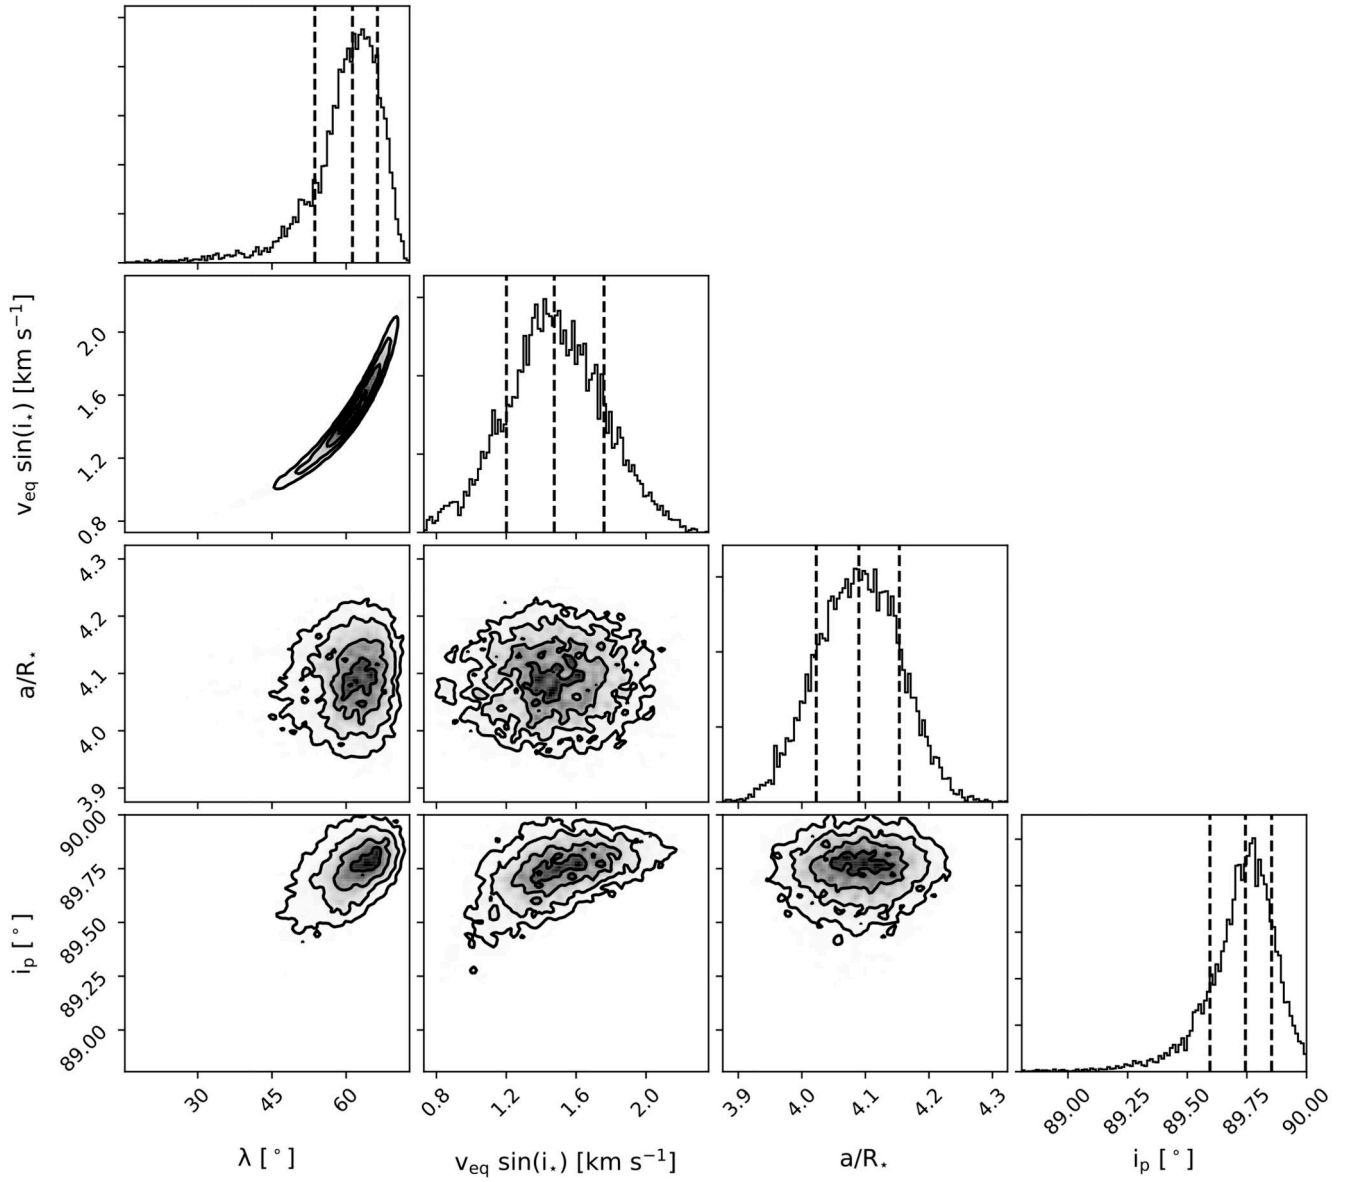 v_eq sin(i⋆) [km s⁻¹]
2.0
1.6
1.2
0.8
a/R⋆
4.3
4.2
4.1
4.0
3.9
i_p [°]
90.00
89.75
89.50
89.25
89.00
30 45 60 0.8 1.2 1.6 2.0 3.9 4.0 4.1 4.2 4.3 89.00 89.25 89.50 89.75 90.00
λ [°] v_eq sin(i⋆) [km s⁻¹] a/R⋆ i_p [°]